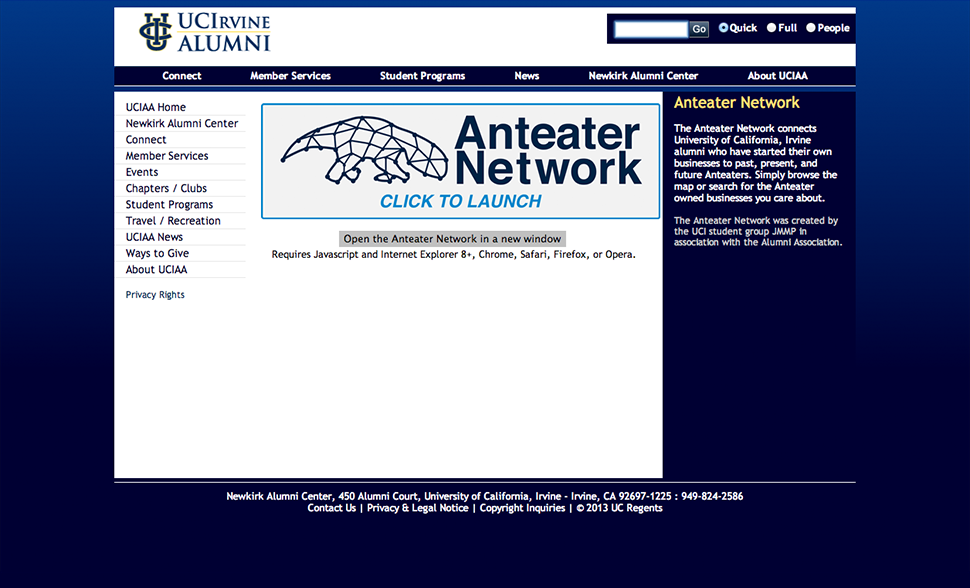 UCIRVINE
ALUMNI
Go Quick Full People
Connect Member Services Student Programs News Newkirk Alumni Center About UCIAA
UCIAA Home
Newkirk Alumni Center
Connect
Member Services
Events
Chapters / Clubs
Student Programs
Travel / Recreation
UCIAA News
Ways to Give
About UCIAA
Privacy Rights
Anteater
Network
CLICK TO LAUNCH
Open the Anteater Network in a new window
Requires Javascript and Internet Explorer 8+, Chrome, Safari, Firefox, or Opera.
Anteater Network
The Anteater Network connects
University of California, Irvine
alumni who have started their own
businesses to past, present, and
future Anteaters. Simply browse the
map or search for the Anteater
owned businesses you care about.
The Anteater Network was created by
the UCI student group JMMP in
association with the Alumni Association.
Newkirk Alumni Center, 450 Alumni Court, University of California, Irvine - Irvine, CA 92697-1225 : 949-824-2586
Contact Us | Privacy & Legal Notice | Copyright Inquiries | © 2013 UC Regents